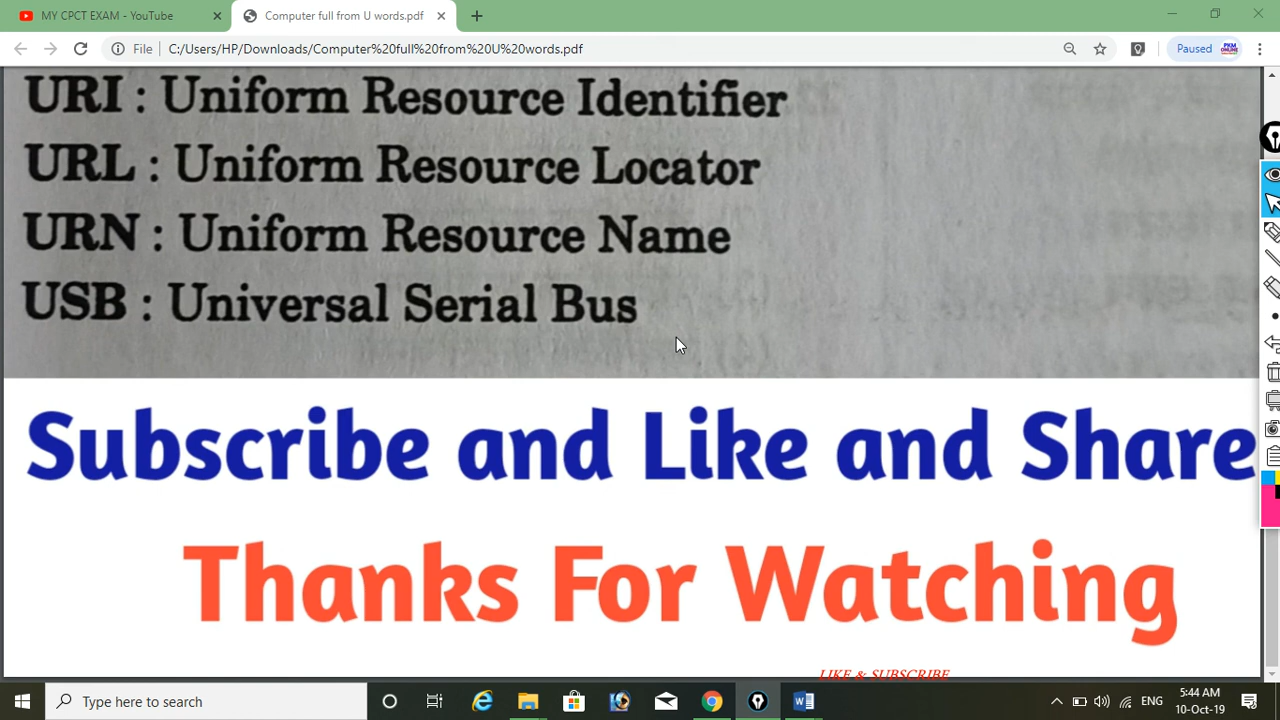 MY CPCT EXAM - YouTube
Computer full from U words.pdf
File
C:/Users/HP/Downloads/Computer%20full%20from%20U%20words.pdf
Paused
PKM ONLINE
URI : Uniform Resource Identifier
URL : Uniform Resource Locator
URN : Uniform Resource Name
USB : Universal Serial Bus
Subscribe and Like and Share
Thanks For Watching
LIKE & SUBSCRIBE
Type here to search
ENG
5:44 AM
10-Oct-19